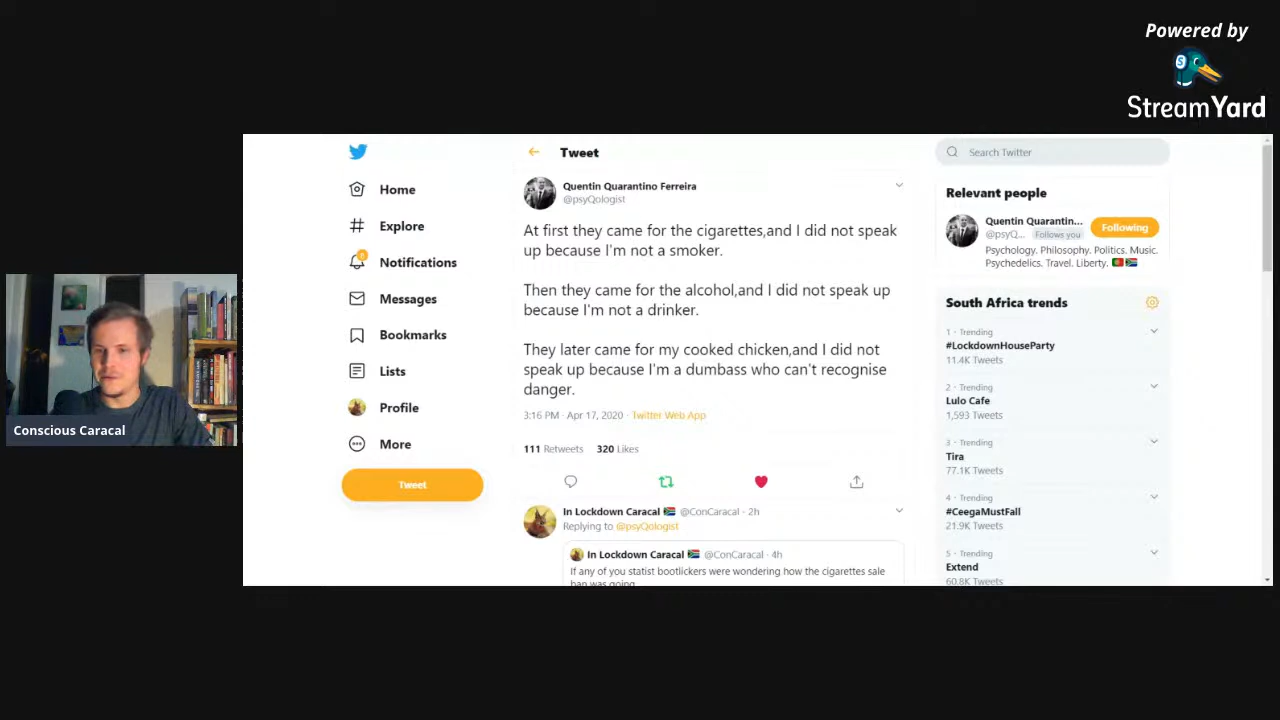 Powered by
StreamYard
Conscious Caracal
Home
Explore
Notifications
Messages
Bookmarks
Lists
Profile
More
Tweet
Tweet
Quentin Quarantino Ferreira
@psyQologist
At first they came for the cigarettes,and I did not speak
up because I'm not a smoker.
Then they came for the alcohol,and I did not speak up
because I'm not a drinker.
They later came for my cooked chicken,and I did not
speak up because I'm a dumbass who can't recognise
danger.
3:16 PM · Apr 17, 2020 · Twitter Web App
111 Retweets 320 Likes
In Lockdown Caracal @ConCaracal · 2h
Replying to @psyQologist
In Lockdown Caracal @ConCaracal · 4h
If any of you statist bootlickers were wondering how the cigarettes sale
ban was going
Search Twitter
Relevant people
Quentin Quarantin...
@psyQ... Follows you
Following
Psychology. Philosophy. Politics. Music.
Psychedelics. Travel. Liberty.
South Africa trends
1 · Trending
#LockdownHouseParty
11.4K Tweets
2 · Trending
Lulo Cafe
1,593 Tweets
3 · Trending
Tira
77.1K Tweets
4 · Trending
#CeegaMustFall
21.9K Tweets
5 · Trending
Extend
60.8K Tweets